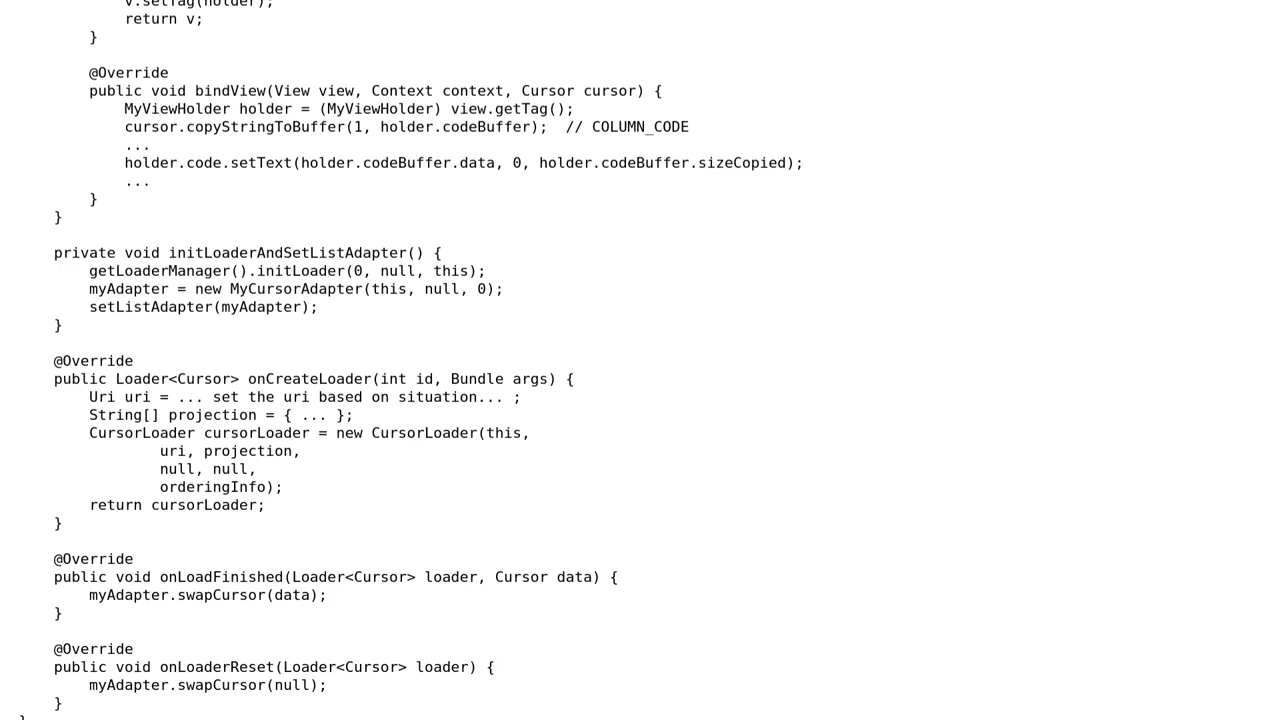 v.setTag(holder);
return v;
}
@Override
public void bindView(View view, Context context, Cursor cursor) {
MyViewHolder holder = (MyViewHolder) view.getTag();
cursor.copyStringToBuffer(1, holder.codeBuffer);  // COLUMN_CODE
...
holder.code.setText(holder.codeBuffer.data, 0, holder.codeBuffer.sizeCopied);
...
}
}
private void initLoaderAndSetListAdapter() {
getLoaderManager().initLoader(0, null, this);
myAdapter = new MyCursorAdapter(this, null, 0);
setListAdapter(myAdapter);
}
@Override
public Loader<Cursor> onCreateLoader(int id, Bundle args) {
Uri uri = ... set the uri based on situation... ;
String[] projection = { ... };
CursorLoader cursorLoader = new CursorLoader(this,
uri, projection,
null, null,
orderingInfo);
return cursorLoader;
}
@Override
public void onLoadFinished(Loader<Cursor> loader, Cursor data) {
myAdapter.swapCursor(data);
}
@Override
public void onLoaderReset(Loader<Cursor> loader) {
myAdapter.swapCursor(null);
}
}